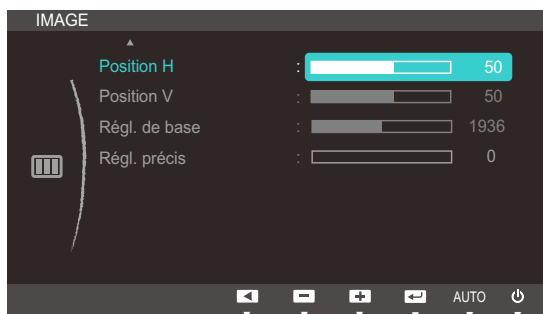 IMAGE
Position H : 50
Position V : 50
Régl. de base : 1936
Régl. précis : 0
AUTO